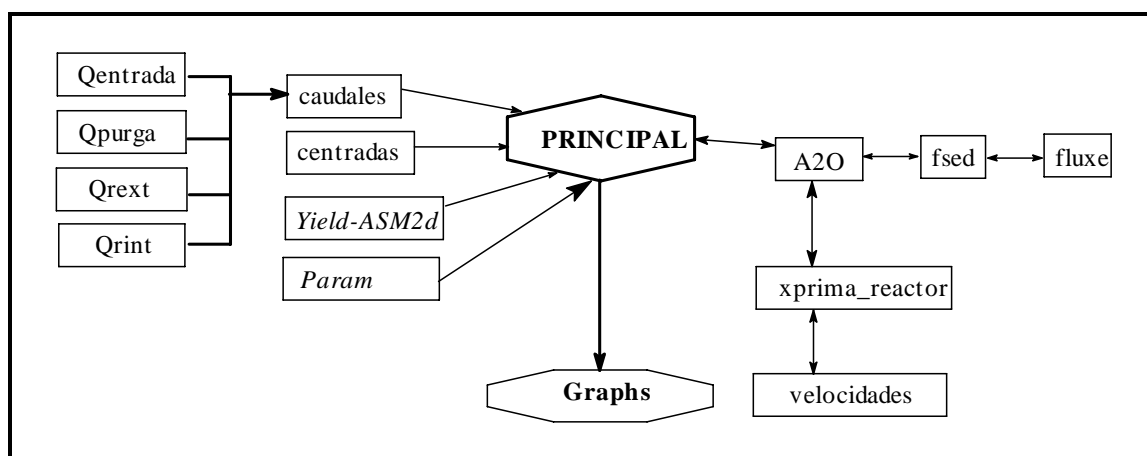 Qentrada
Qpurga
Qrext
Qrint
caudales
centradas
Yield-ASM2d
Param
PRINCIPAL
Graphs
A2O
fsed
fluxe
xprima_reactor
velocidades